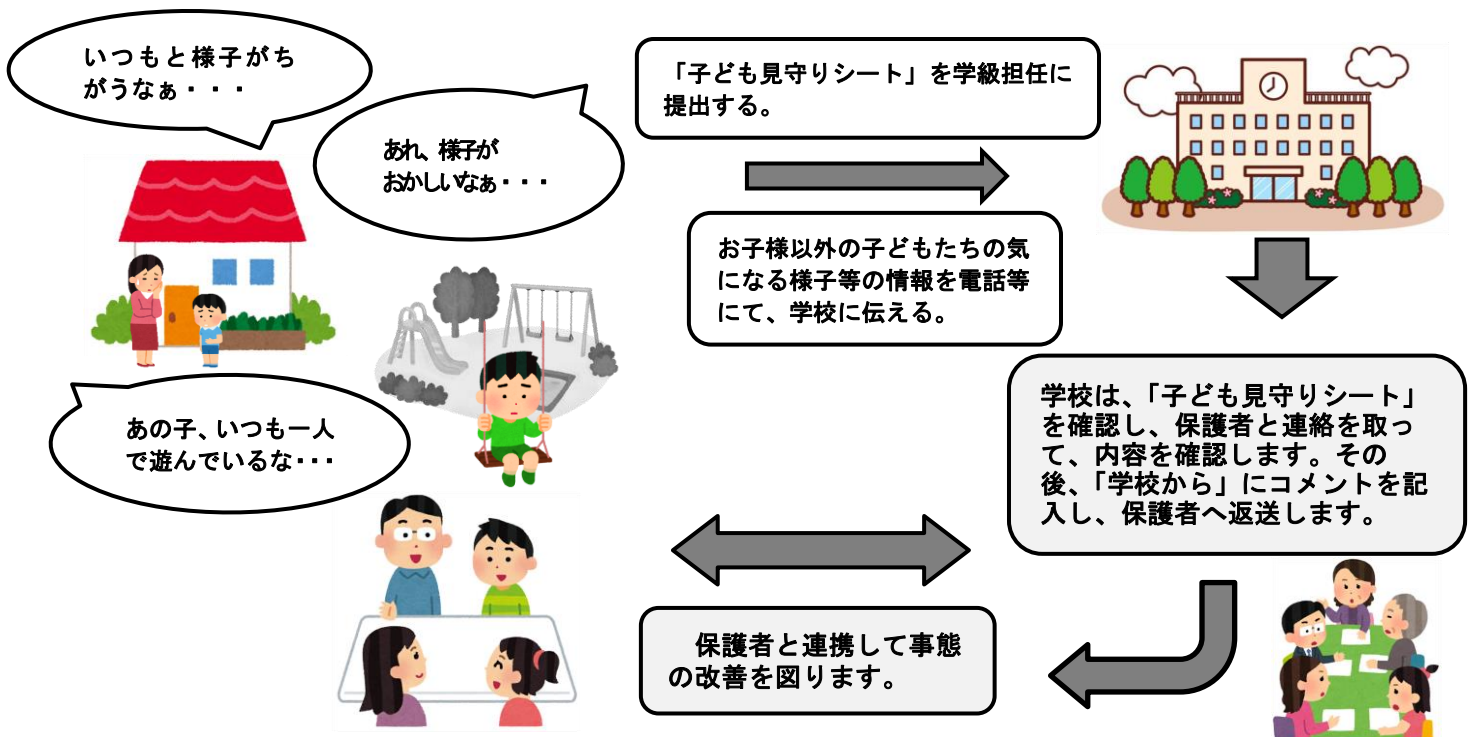 いつもと様子がち
がうなぁ・・・
あれ、様子が
おかしいなぁ・・・
あの子、いつも一人
で遊んでいるな・・・
「子ども見守りシート」を学級担任に
提出する。
お子様以外の子どもたちの気
になる様子等の情報を電話等
にて、学校に伝える。
学校は、「子ども見守りシート」
を確認し、保護者と連絡を取っ
て、内容を確認します。その
後、「学校から」にコメントを記
入し、保護者へ返送します。
保護者と連携して事態
の改善を図ります。